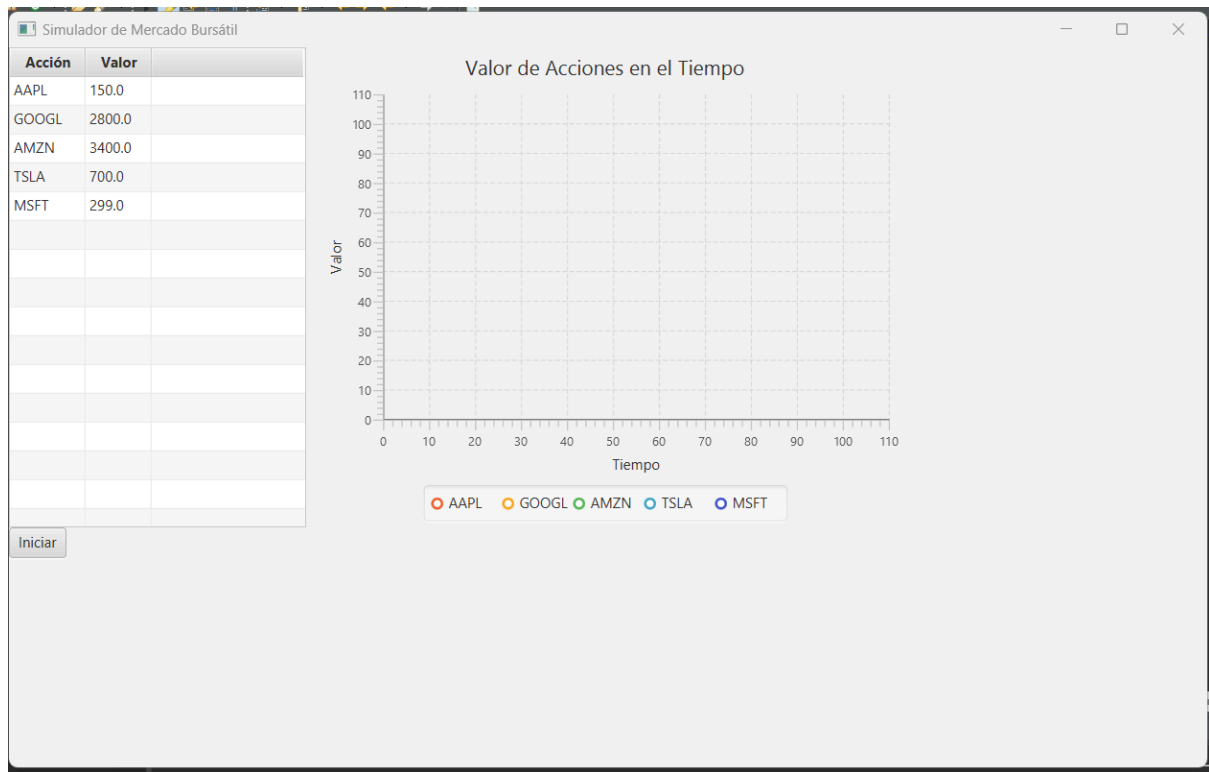 Simulador de Mercado Bursátil
Acción Valor
AAPL 150.0
GOOGL 2800.0
AMZN 3400.0
TSLA 700.0
MSFT 299.0
Iniciar
Valor de Acciones en el Tiempo
Valor
110
100
90
80
70
60
50
40
30
20
10
0
0 10 20 30 40 50 60 70 80 90 100 110
Tiempo
AAPL GOOGL AMZN TSLA MSFT